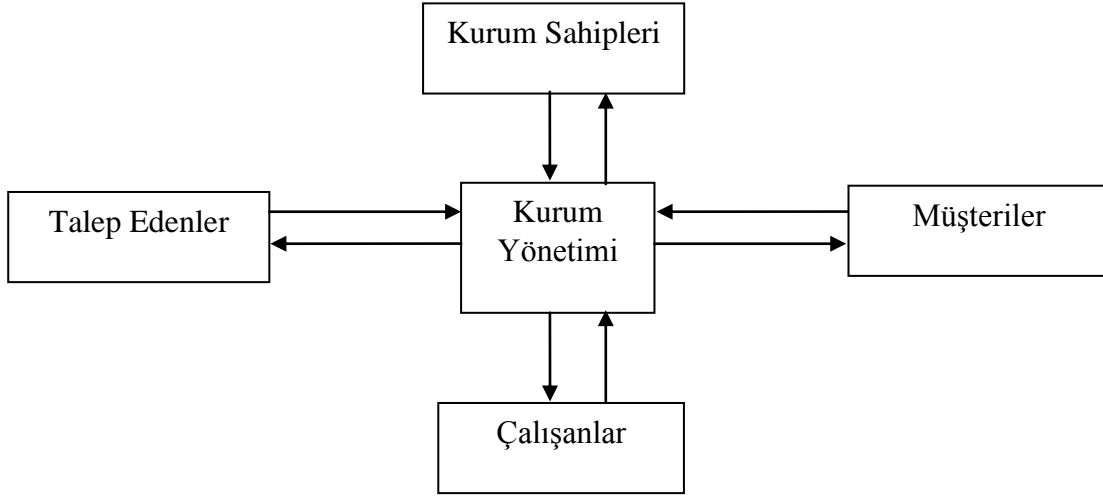 Kurum Sahipleri
Talep Edenler
Kurum
Yönetimi
Müşteriler
Çalışanlar